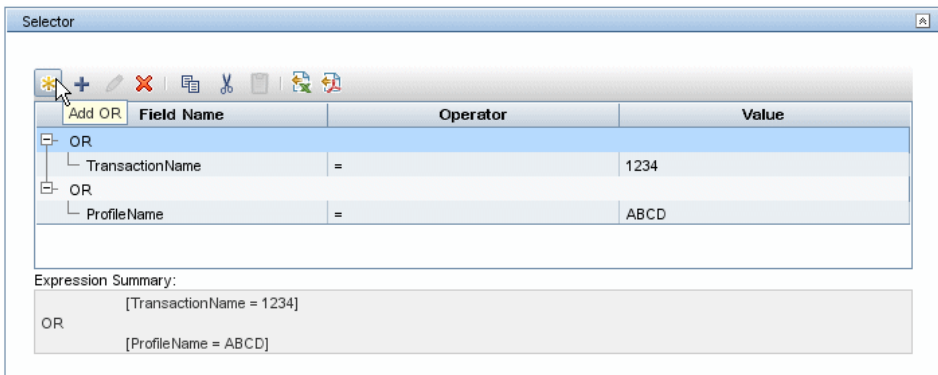 Selector
Add OR
Field Name Operator Value
OR
TransactionName = 1234
OR
ProfileName = ABCD
Expression Summary:
[TransactionName = 1234]
OR
[ProfileName = ABCD]